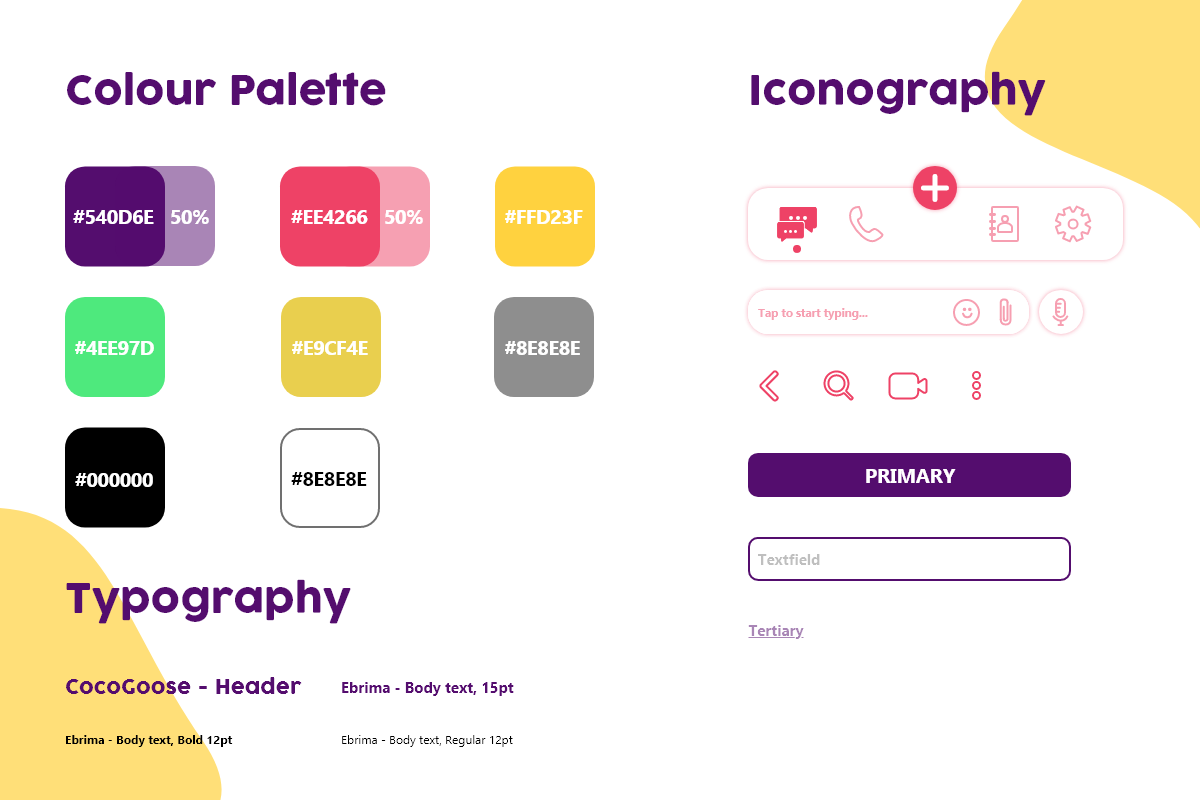 Colour Palette
#540D6E 50%
#EE4266 50%
#FFD23F
#4EE97D
#E9CF4E
#8E8E8E
#000000
#8E8E8E
Typography
CocoGoose - Header
Ebrima - Body text, 15pt
Ebrima - Body text, Bold 12pt
Ebrima - Body text, Regular 12pt
Iconography
Tap to start typing...
PRIMARY
Textfield
Tertiary